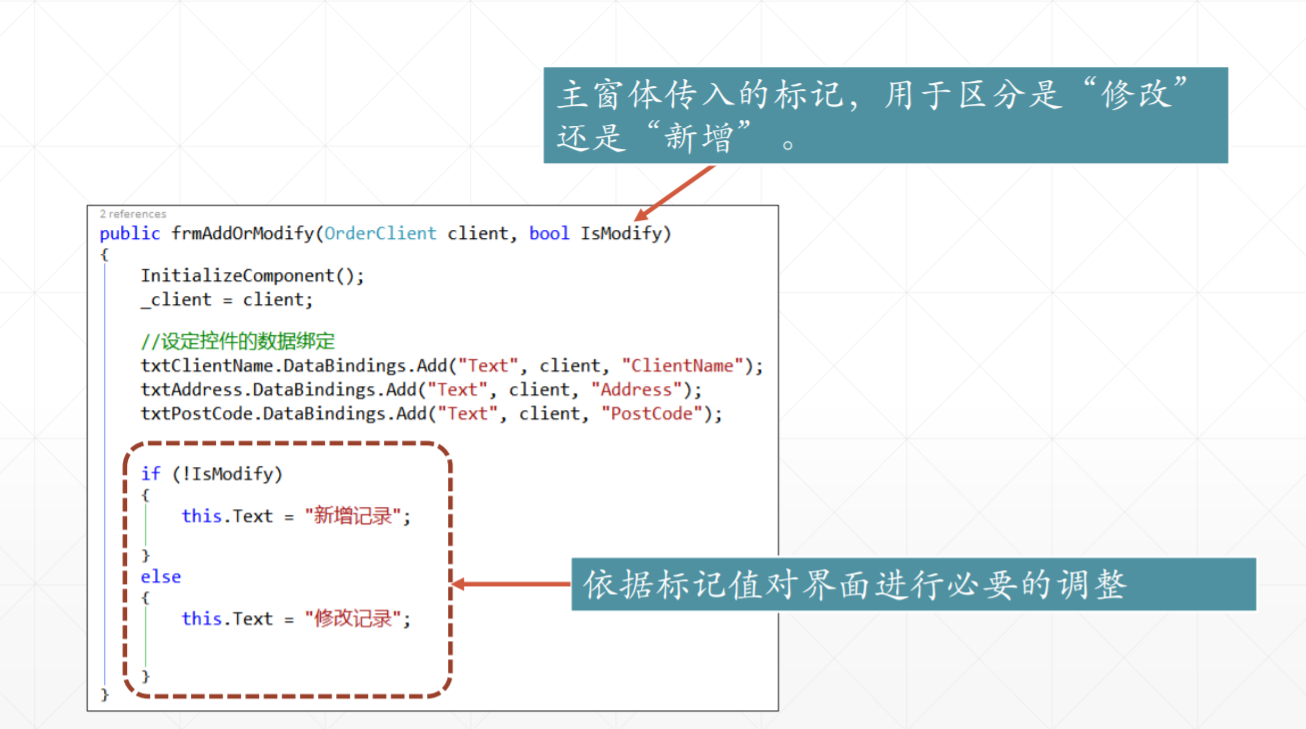 主窗体传入的标记，用于区分是“修改”
还是“新增” 。
2 references
public frmAddOrModify(OrderClient client, bool IsModify)
{
InitializeComponent();
_client = client;
//设定控件的数据绑定
txtClientName.DataBindings.Add("Text", client, "ClientName");
txtAddress.DataBindings.Add("Text", client, "Address");
txtPostCode.DataBindings.Add("Text", client, "PostCode");
if (!IsModify)
{
this.Text = "新增记录";
}
else
{
this.Text = "修改记录";
}
}
依据标记值对界面进行必要的调整